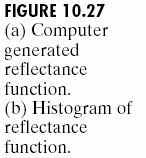 FIGURE 10.27
(a) Computer
generated
reflectance
function.
(b) Histogram of
reflectance
function.